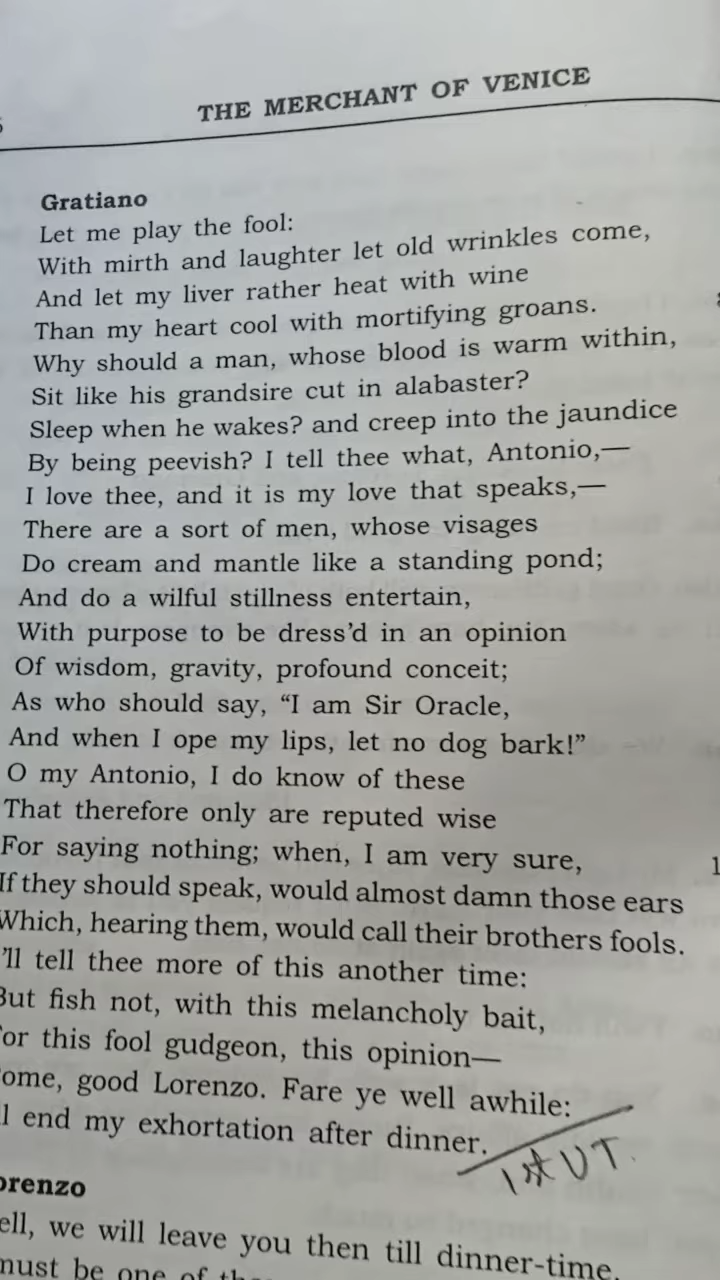 THE MERCHANT OF VENICE
Gratiano
Let me play the fool:
With mirth and laughter let old wrinkles come,
And let my liver rather heat with wine
Than my heart cool with mortifying groans.
Why should a man, whose blood is warm within,
Sit like his grandsire cut in alabaster?
Sleep when he wakes? and creep into the jaundice
By being peevish? I tell thee what, Antonio,—
I love thee, and it is my love that speaks,—
There are a sort of men, whose visages
Do cream and mantle like a standing pond;
And do a wilful stillness entertain,
With purpose to be dress'd in an opinion
Of wisdom, gravity, profound conceit;
As who should say, “I am Sir Oracle,
And when I ope my lips, let no dog bark!”
O my Antonio, I do know of these
That therefore only are reputed wise
For saying nothing; when, I am very sure,
If they should speak, would almost damn those ears
Which, hearing them, would call their brothers fools.
'll tell thee more of this another time:
But fish not, with this melancholy bait,
or this fool gudgeon, this opinion—
ome, good Lorenzo. Fare ye well awhile:
l end my exhortation after dinner.
1st UT.
orenzo
ell, we will leave you then till dinner-time.
must be one of